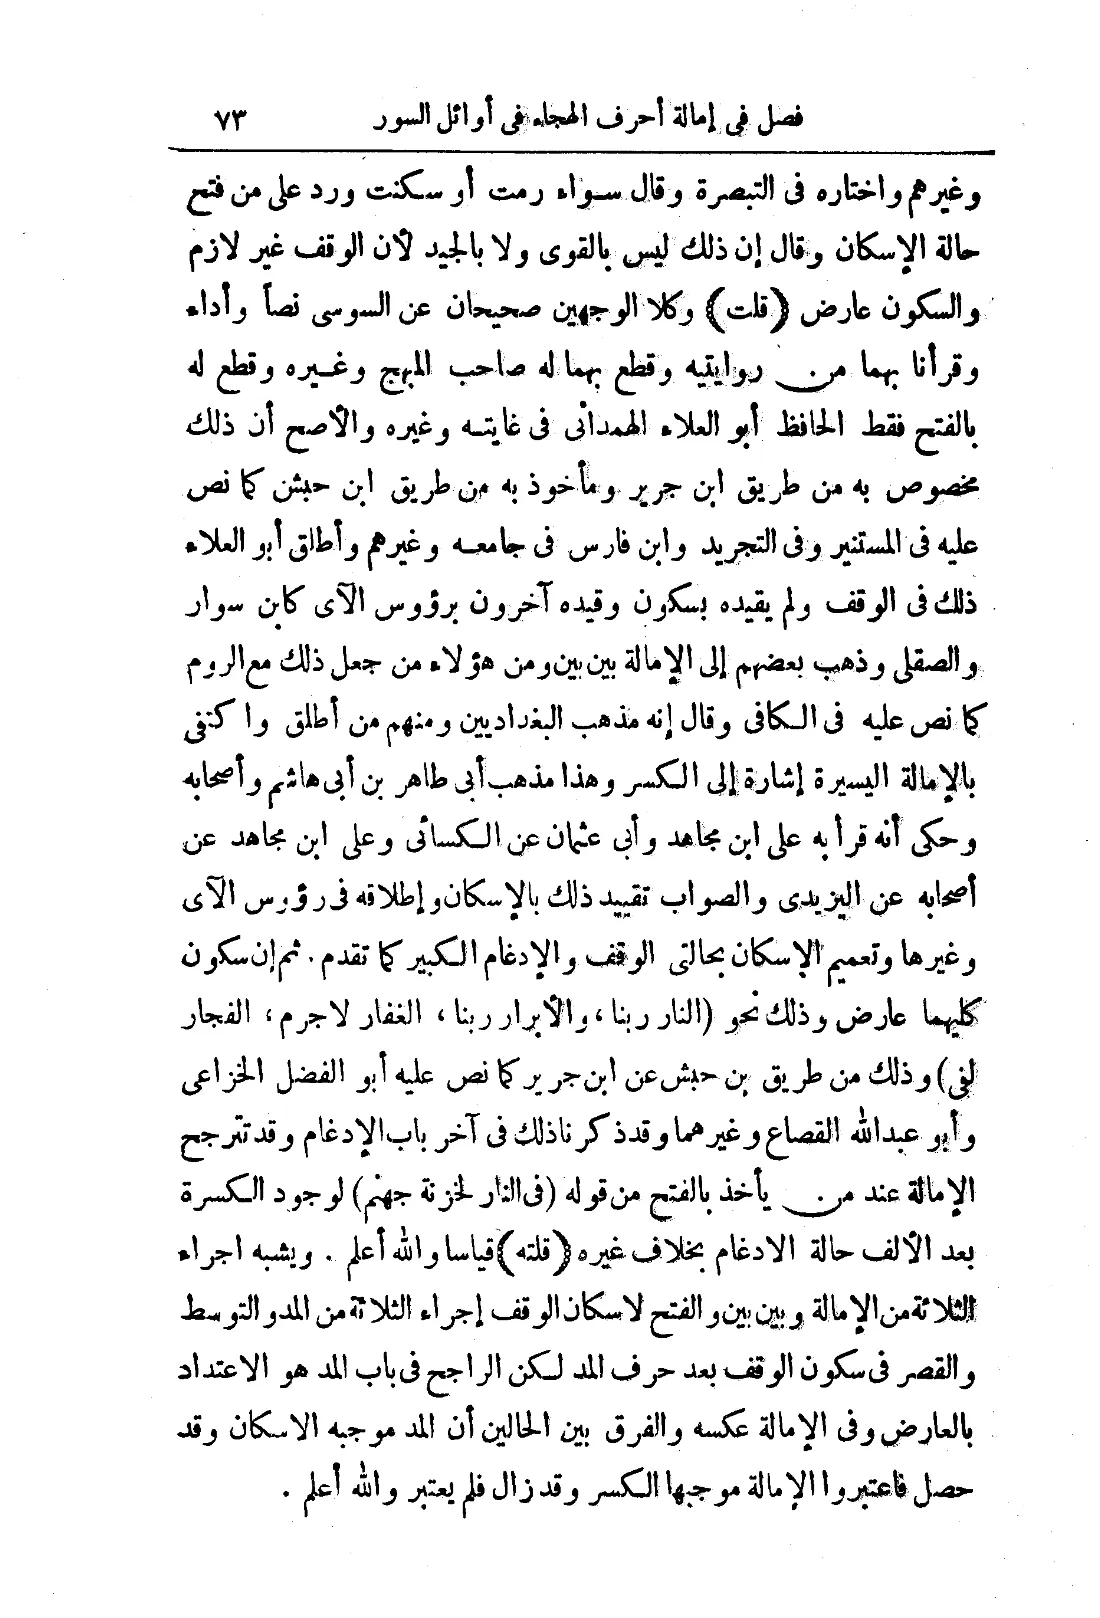 فصل فى إمالة أحرف الهجاء فى أوائل السور ٧٣
وغيرهم واختاره فى التبصرة وقال سواء رمت أو سكنت ورد على من فتح
حالة الإسكان وقال إن ذلك ليس بالقوى ولا بالجيد لأن الوقف غير لازم
والسكون عارض (قلت) وكلا الوجهين صحيحان عن السوسى نصاً وأداء
وقرأنا بهما من روايتيه وقطع بهما له صاحب المبهج وغيره وقطع له
بالفتح فقط الحافظ أبو العلاء الهمدانى فى غايته وغيره والأصح أن ذلك
مخصوص به من طريق ابن جرير ومأخوذ به من طريق ابن حبش كما نص
عليه فى المستنير وفى التجريد وابن فارس فى جامعه وغيرهم وأطلق أبو العلاء
ذلك فى الوقف ولم يقيده بسكون وقيده آخرون برؤوس الآى كابن سوار
والصقلى وذهب بعضهم إلى الإمالة بين بين ومن هؤلاء من جعل ذلك مع الروم
كما نص عليه فى الكافى وقال إنه مذهب البغداديين ومنهم من أطلق واكتفى
بالإمالة اليسيرة إشارة إلى الكسر وهذا مذهب أبى طاهر بن أبى هاشم وأصحابه
وحكى أنه قرأ به على ابن مجاهد وأبى عثمان عن الكسائى وعلى ابن مجاهد عن
أصحابه عن اليزيدى والصواب تقييد ذلك بالإسكان وإطلاقه فى رؤوس الآى
وغيرها وتعميم الإسكان بحالتى الوقف والإدغام الكبير كما تقدم. ثم إن سكون
كليهما عارض وذلك نحو (النار ربنا، والأبرار ربنا، الغفار لاجرم، الفجار
لفى) وذلك من طريق بن حبش عن ابن جرير كما نص عليه أبو الفضل الخزاعى
وأبو عبدالله القصاع وغيرهما وقد ذكرنا ذلك فى آخر باب الإدغام وقد تترجح
الإمالة عند من يأخذ بالفتح من قوله (فى النار لخزنة جهنم) لوجود الكسرة
بعد الألف حالة الادغام بخلاف غيره (قلته) قياسا والله أعلم. ويشبه اجراء
الثلاثة من الإمالة وبين بين والفتح لاسكان الوقف إجراء الثلاثة من المد والتوسط
والقصر فى سكون الوقف بعد حرف المد لكن الراجح فى باب المد هو الاعتداد
بالعارض وفى الإمالة عكسه والفرق بين الحالين أن المد موجبه الاسكان وقد
حصل فاعتبروا الإمالة موجبها الكسر وقد زال فلم يعتبر والله أعلم.